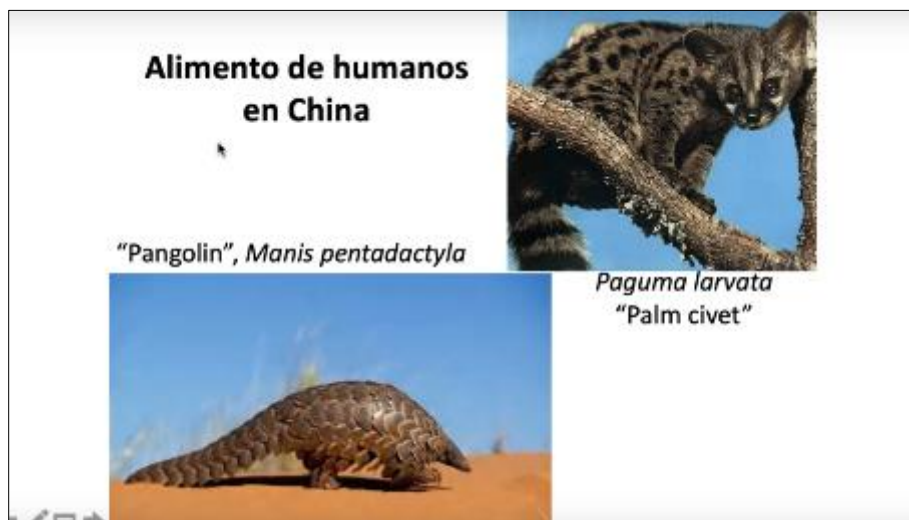 Alimento de humanos
en China
“Pangolin”, Manis pentadactyla
Paguma larvata
“Palm civet”